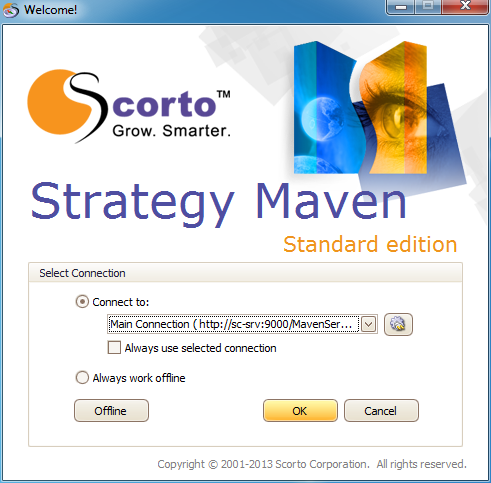 Welcome!
Scorto™
Grow. Smarter.
Strategy Maven
Standard edition
Select Connection
Connect to:
Main Connection ( http://sc-srv:9000/MavenSer...
Always use selected connection
Always work offline
Offline
OK
Cancel
Copyright © 2001-2013 Scorto Corporation. All rights reserved.